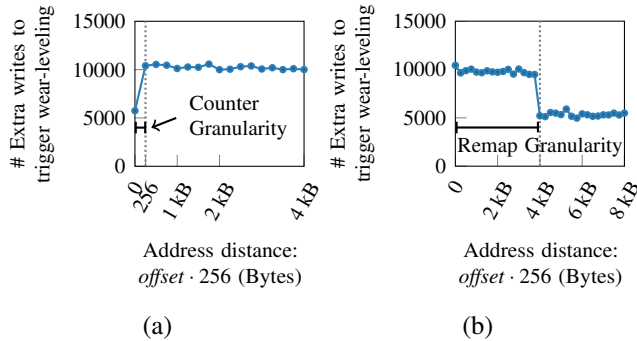 # Extra writes to
trigger wear-leveling
15000
10000
5000
0
Counter
Granularity
0
256
1 kB
2 kB
4 kB
Address distance:
offset · 256 (Bytes)
(a)
# Extra writes to
trigger wear-leveling
15000
10000
5000
0
Remap Granularity
0
2 kB
4 kB
6 kB
8 kB
Address distance:
offset · 256 (Bytes)
(b)